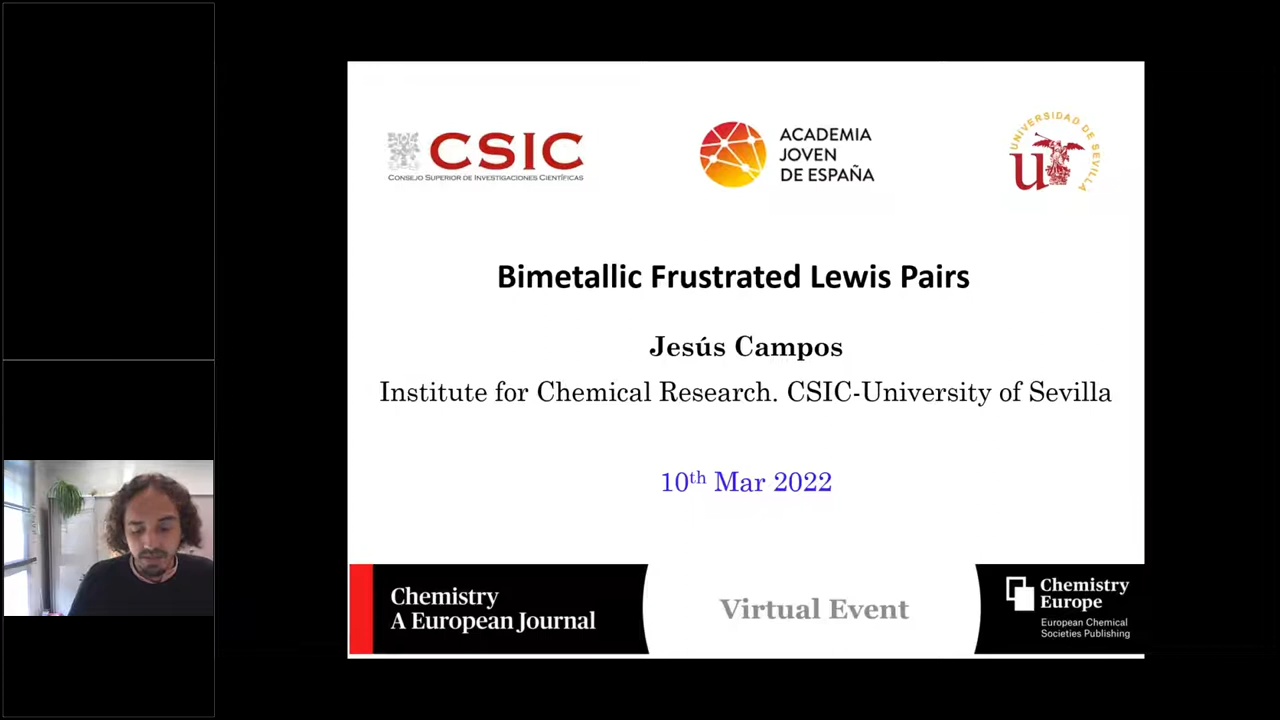 CSIC
CONSEJO SUPERIOR DE INVESTIGACIONES CIENTÍFICAS
ACADEMIA
JOVEN
DE ESPAÑA
UNIVERSIDAD DE SEVILLA
US
Bimetallic Frustrated Lewis Pairs
Jesús Campos
Institute for Chemical Research. CSIC-University of Sevilla
10th Mar 2022
Chemistry
A European Journal
Virtual Event
Chemistry
Europe
European Chemical
Societies Publishing